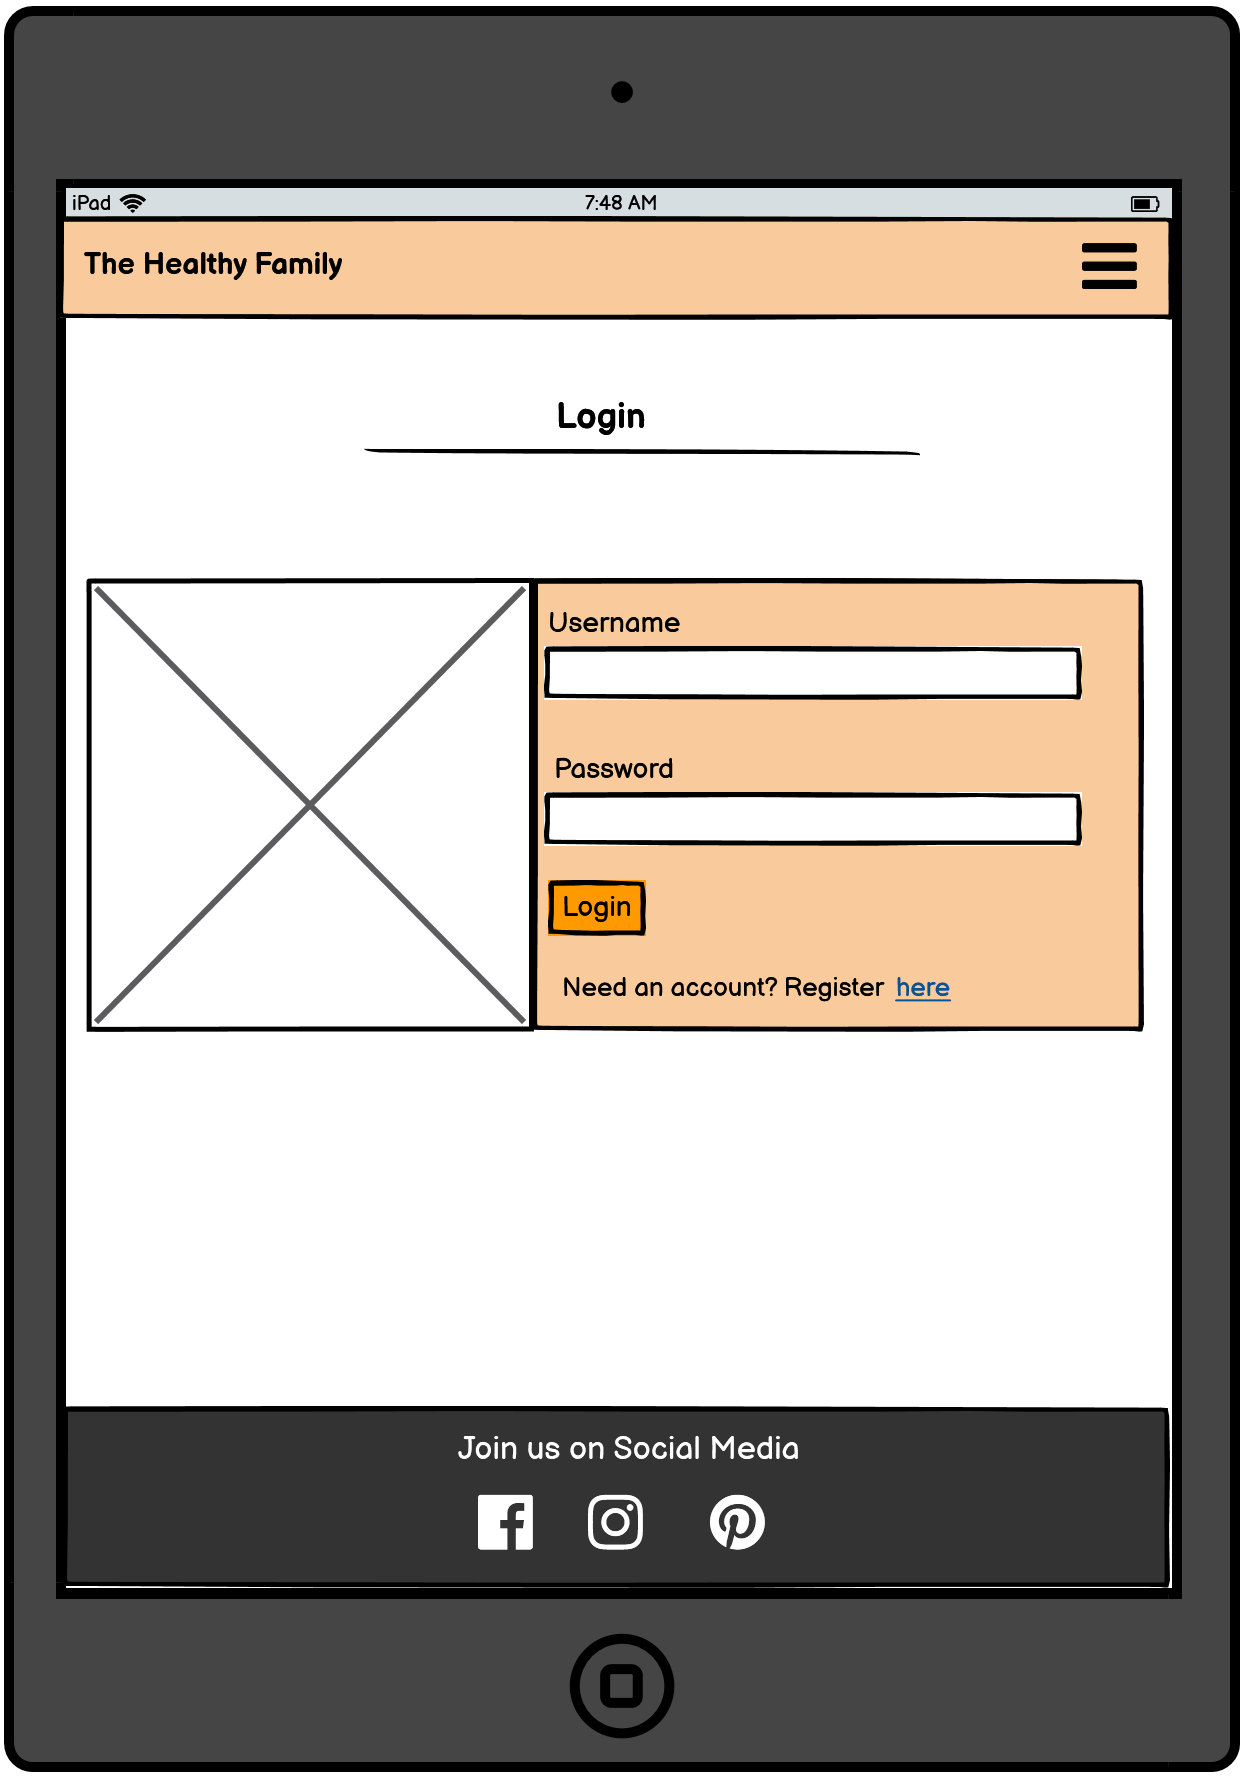 iPad 7:48 AM
The Healthy Family
Login
Username
Password
Login
Need an account? Register here
Join us on Social Media